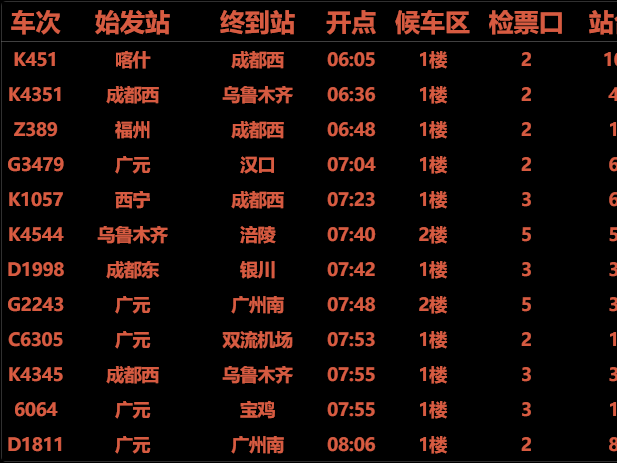 车次 始发站 终到站 开点 候车区 检票口 站
K451 喀什 成都西 06:05 1楼 2
K4351 成都西 乌鲁木齐 06:36 1楼 2 4
Z389 福州 成都西 06:48 1楼 2 1
G3479 广元 汉口 07:04 1楼 2 6
K1057 西宁 成都西 07:23 1楼 3 6
K4544 乌鲁木齐 涪陵 07:40 2楼 5 5
D1998 成都东 银川 07:42 1楼 3 3
G2243 广元 广州南 07:48 2楼 5 3
C6305 广元 双流机场 07:53 1楼 2 1
K4345 成都西 乌鲁木齐 07:55 1楼 3 3
6064 广元 宝鸡 07:55 1楼 3 1
D1811 广元 广州南 08:06 1楼 2 8